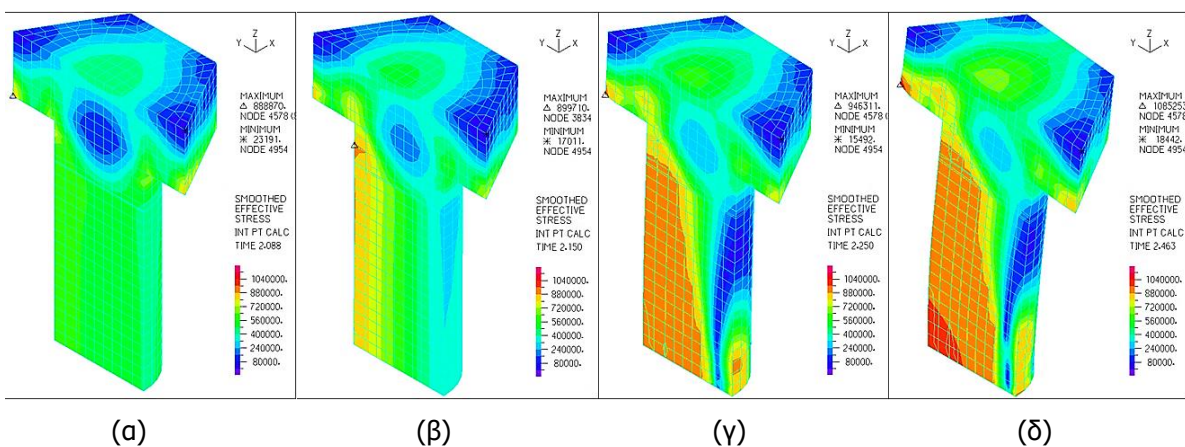 Z
Y X
MAXIMUM
△ 888870.
NODE 4578
MINIMUM
✳ 23191.
NODE 4954
SMOOTHED
EFFECTIVE
STRESS
INT PT CALC
TIME 2.088
1040000.
880000.
720000.
560000.
400000.
240000.
80000.
(α)
Z
Y X
MAXIMUM
△ 899710.
NODE 3834
MINIMUM
✳ 17011.
NODE 4954
SMOOTHED
EFFECTIVE
STRESS
INT PT CALC
TIME 2.150
1040000.
880000.
720000.
560000.
400000.
240000.
80000.
(β)
Z
Y X
MAXIMUM
△ 946311.
NODE 4578
MINIMUM
✳ 15492.
NODE 4954
SMOOTHED
EFFECTIVE
STRESS
INT PT CALC
TIME 2.250
1040000.
880000.
720000.
560000.
400000.
240000.
80000.
(γ)
Z
Y X
MAXIMUM
△ 1085253
NODE 4578
MINIMUM
✳ 18442.
NODE 4954
SMOOTHED
EFFECTIVE
STRESS
INT PT CALC
TIME 2.463
1040000.
880000.
720000.
560000.
400000.
240000.
80000.
(δ)